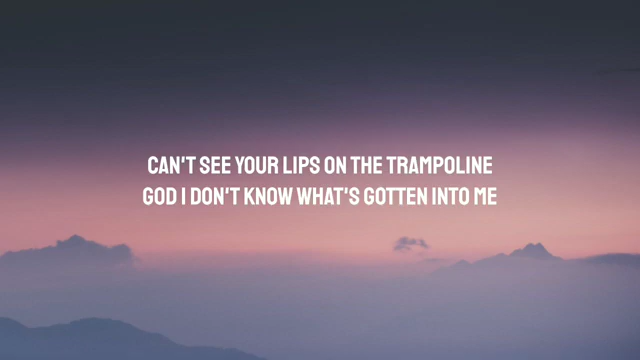 CAN'T SEE YOUR LIPS ON THE TRAMPOLINE
GOD I DON'T KNOW WHAT'S GOTTEN INTO ME